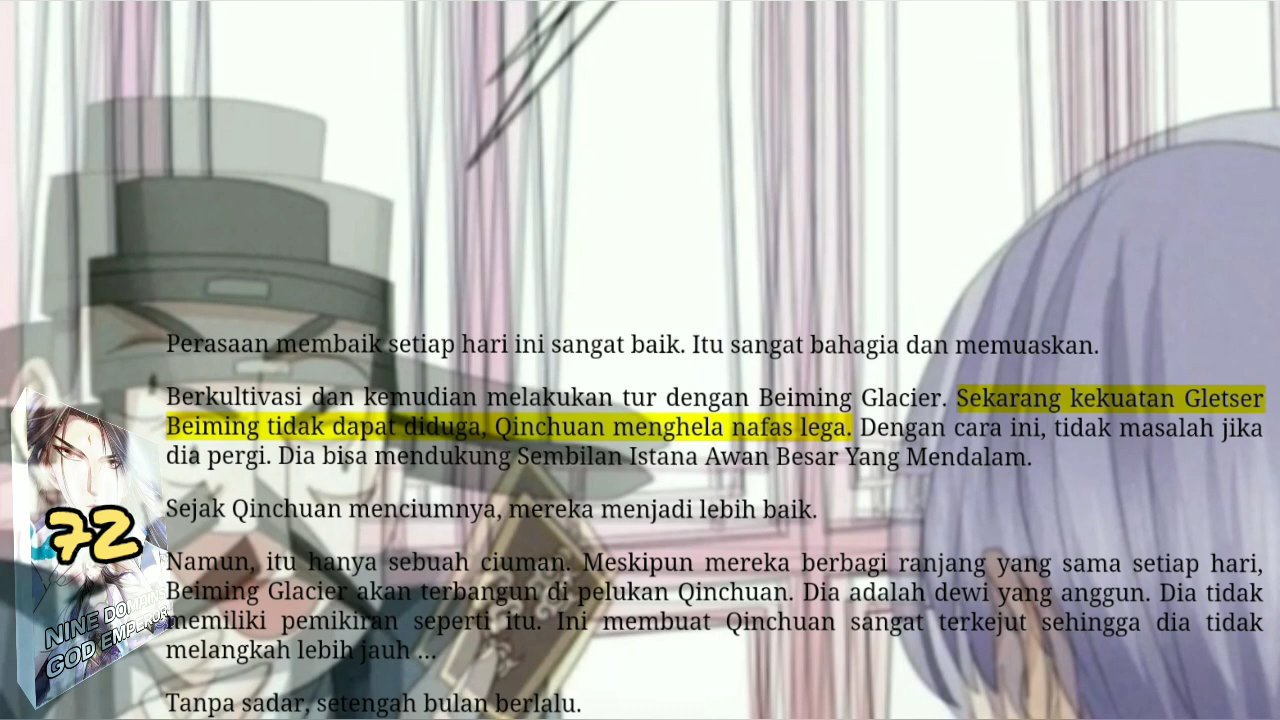 Perasaan membaik setiap hari ini sangat baik. Itu sangat bahagia dan memuaskan.
Berkultivasi dan kemudian melakukan tur dengan Beiming Glacier. Sekarang kekuatan Gletser
Beiming tidak dapat diduga, Qinchuan menghela nafas lega. Dengan cara ini, tidak masalah jika
dia pergi. Dia bisa mendukung Sembilan Istana Awan Besar Yang Mendalam.
Sejak Qinchuan menciumnya, mereka menjadi lebih baik.
Namun, itu hanya sebuah ciuman. Meskipun mereka berbagi ranjang yang sama setiap hari,
Beiming Glacier akan terbangun di pelukan Qinchuan. Dia adalah dewi yang anggun. Dia tidak
memiliki pemikiran seperti itu. Ini membuat Qinchuan sangat terkejut sehingga dia tidak
melangkah lebih jauh ...
Tanpa sadar, setengah bulan berlalu.
72
NINE DOMAINS
GOD EMPEROR